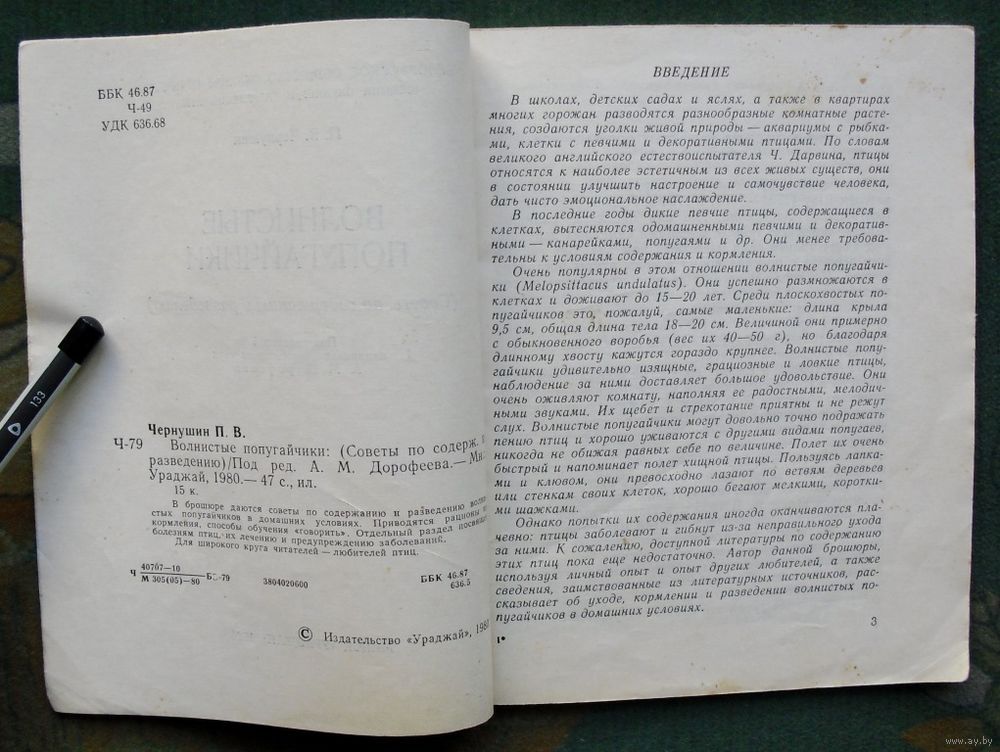 ББК 46.87
Ч-49
УДК 636.68
ВОЛНИСТЫЕ
ПОПУГАЙЧИКИ
133
Чернушин П. В.
Ч-79 Волнистые попугайчики: (Советы по содерж. и
разведению)/Под ред. А. М. Дорофеева.— Мн.:
Ураджай, 1980.— 47 с., ил.
15 к.
В брошюре даются советы по содержанию и разведению волни-
стых попугайчиков в домашних условиях. Приводятся рационы
кормления, способы обучения «говорить». Отдельный раздел посвящен
болезням птиц, их лечению и предупреждению заболеваний.
Для широкого круга читателей — любителей птиц.
Ч 40707—10
М 305(05)—80
79 3804020600
ББК 46.87
636.5
© Издательство «Ураджай», 1980
ВВЕДЕНИЕ
В школах, детских садах и яслях, а также в квартирах
многих горожан разводятся разнообразные комнатные расте-
ния, создаются уголки живой природы — аквариумы с рыбка-
ми, клетки с певчими и декоративными птицами. По словам
великого английского естествоиспытателя Ч. Дарвина, птицы
относятся к наиболее эстетичным из всех живых существ, они
в состоянии улучшить настроение и самочувствие человека,
дать чисто эмоциональное наслаждение.
В последние годы дикие певчие птицы, содержащиеся в
клетках, вытесняются одомашненными певчими и декоратив-
ными — канарейками, попугаями и др. Они менее требова-
тельны к условиям содержания и кормления.
Очень популярны в этом отношении волнистые попугайчи-
ки (Melopsittacus undulatus). Они успешно размножаются в
клетках и доживают до 15—20 лет. Среди плоскохвостых по-
пугайчиков это, пожалуй, самые маленькие: длина крыла
9,5 см, общая длина тела 18—20 см. Величиной они примерно
с обыкновенного воробья (вес их 40—50 г), но благодаря
длинному хвосту кажутся гораздо крупнее. Волнистые попу-
гайчики удивительно изящные, грациозные и ловкие птицы,
наблюдение за ними доставляет большое удовольствие. Они
очень оживляют комнату, наполняя ее радостными, мелодич-
ными звуками. Их щебет и стрекотание приятны и не режут
слух. Волнистые попугайчики могут довольно точно подражать
пению птиц и хорошо уживаются с другими видами попугаев,
никогда не обижая равные себе по величине. Полет их очень
быстрый и напоминает полет хищной птицы. Пользуясь лапка-
ми и клювом, они превосходно лазают по ветвям деревьев
или стенкам своих клеток, хорошо бегают мелкими, коротки-
ми шажками.
Однако попытки их содержания иногда оканчиваются пла-
чевно: птицы заболевают и гибнут из-за неправильного ухода
за ними. К сожалению, доступной литературы по содержанию
этих птиц пока еще недостаточно. Автор данной брошюры,
используя личный опыт и опыт других любителей, а также
сведения, заимствованные из литературных источников, рас-
сказывает об уходе, кормлении и разведении волнистых по-
пугайчиков в домашних условиях.
3
1*
www.ay.by